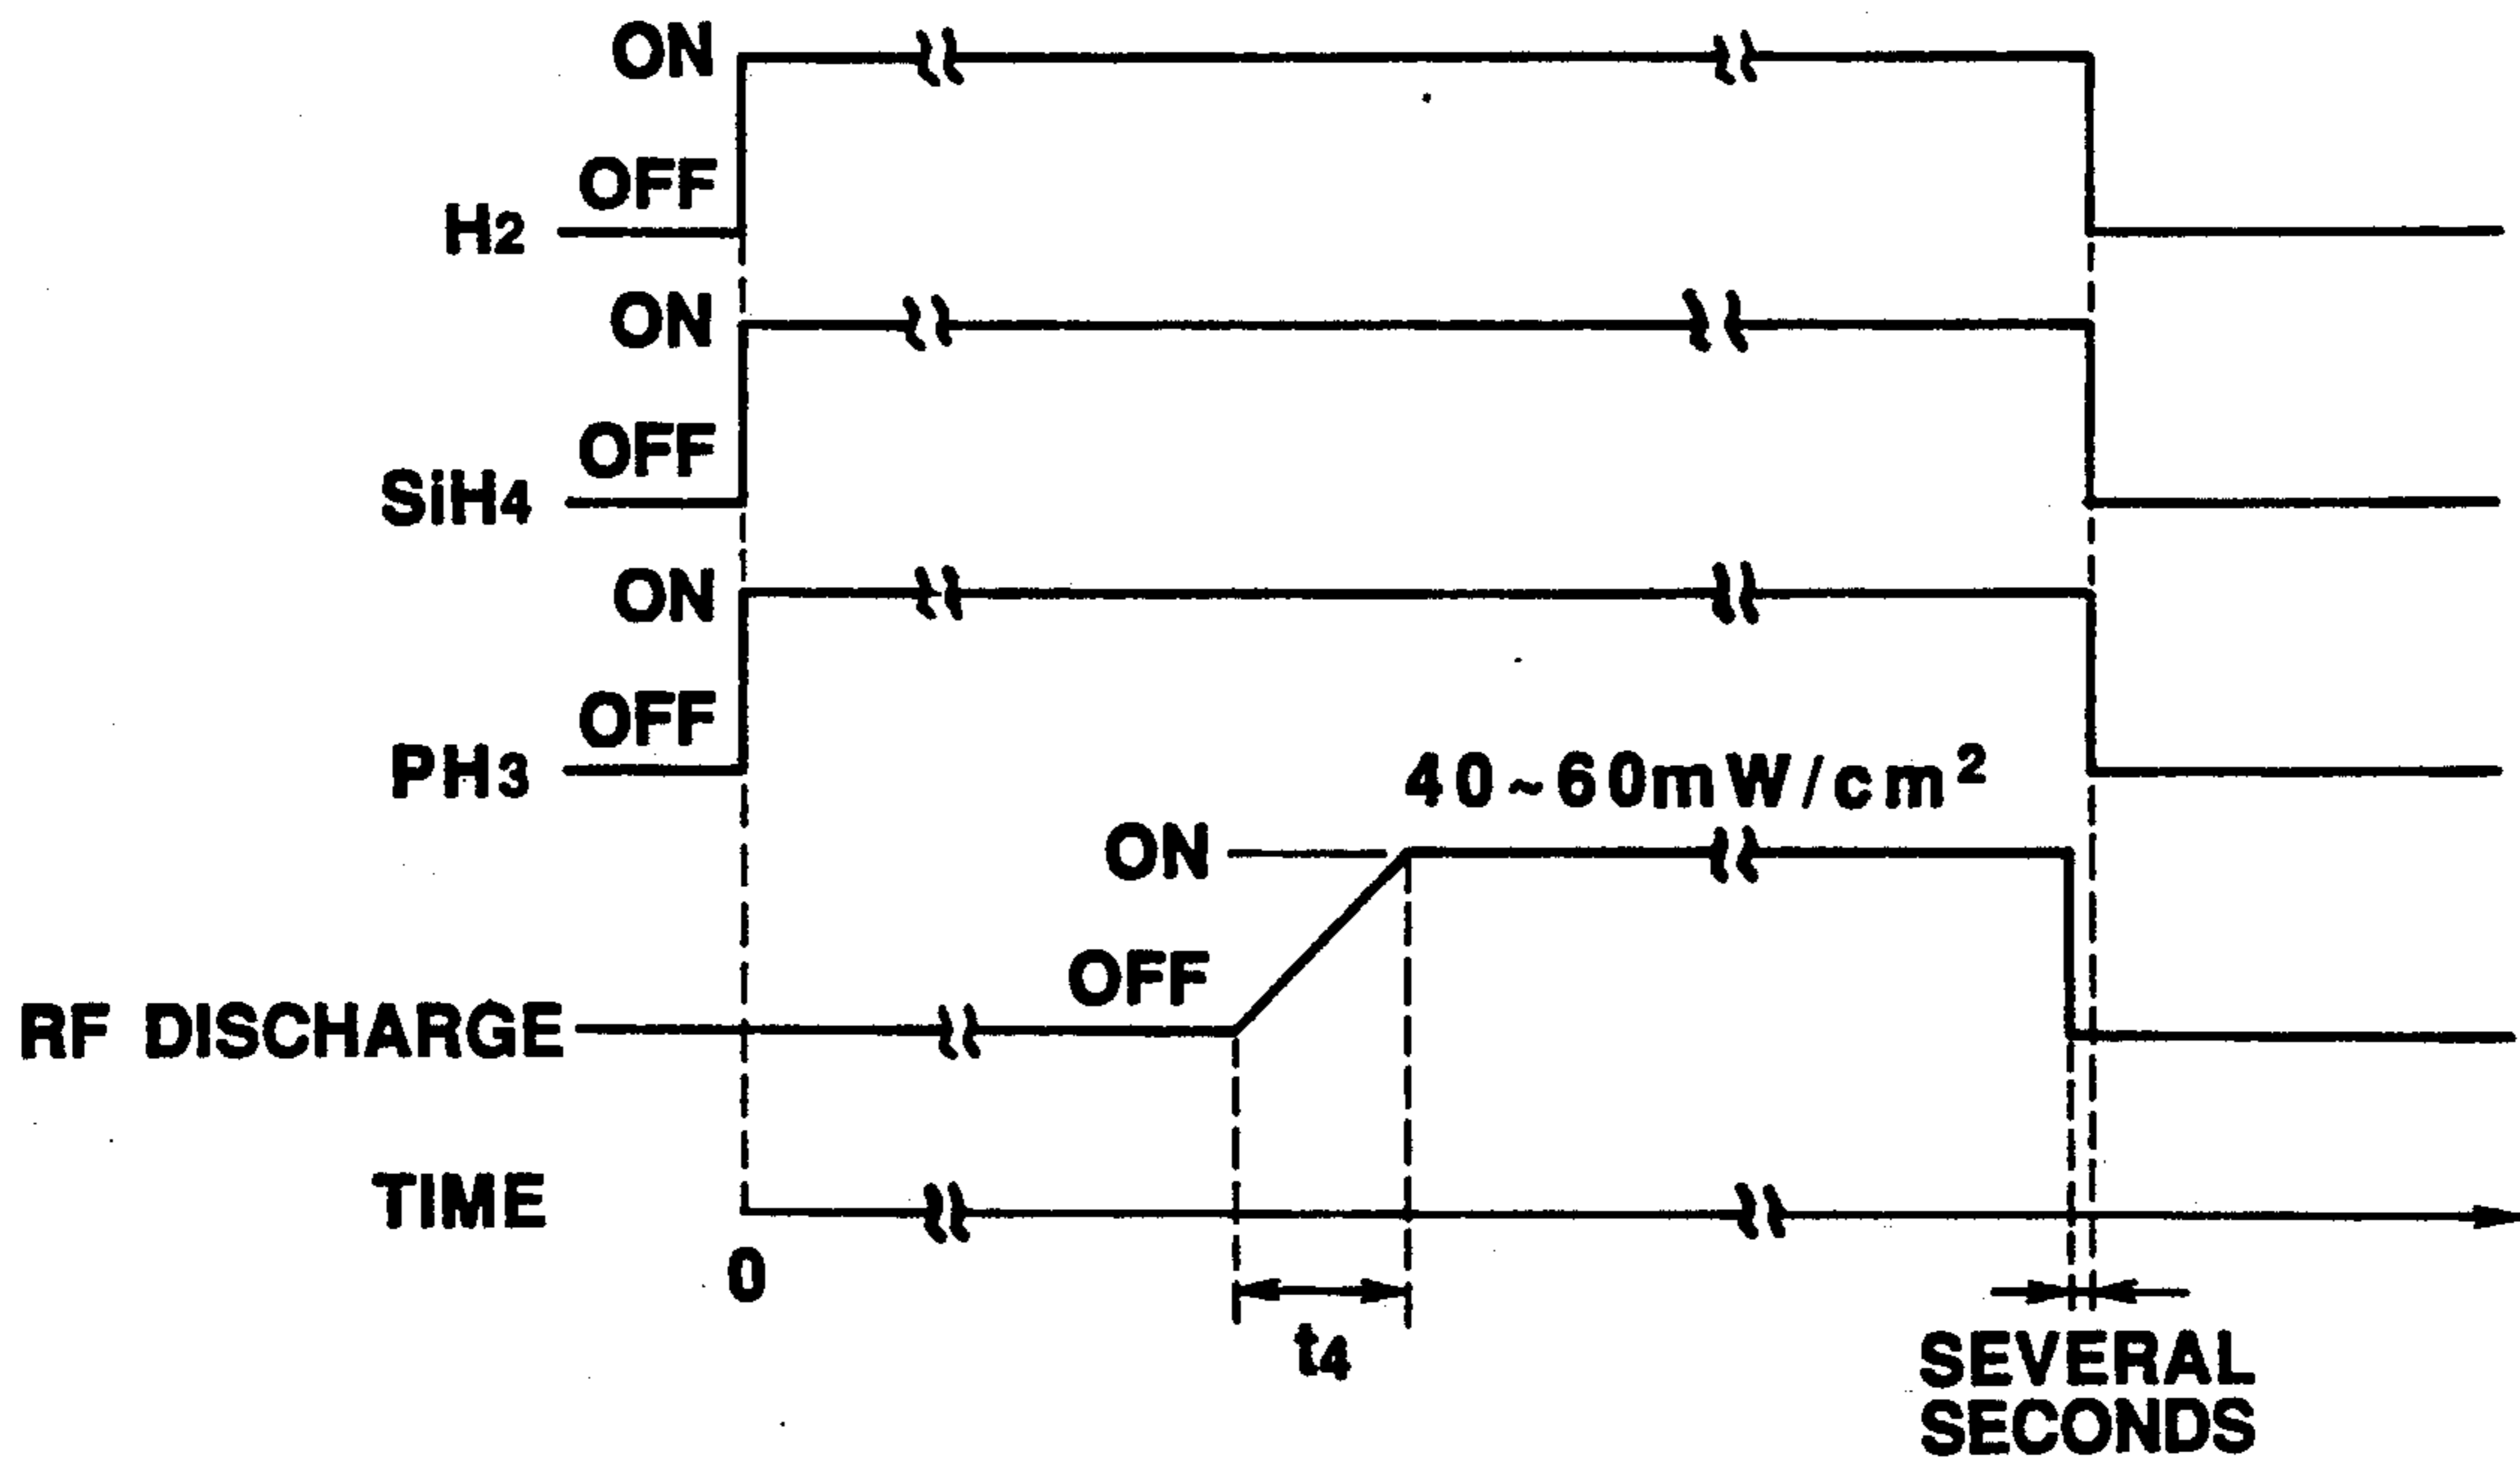 ON
OFF
H2
ON
OFF
SiH4
ON
OFF
PH3
40~60mW/cm²
ON
OFF
RF DISCHARGE
TIME
0
t4
SEVERAL
SECONDS